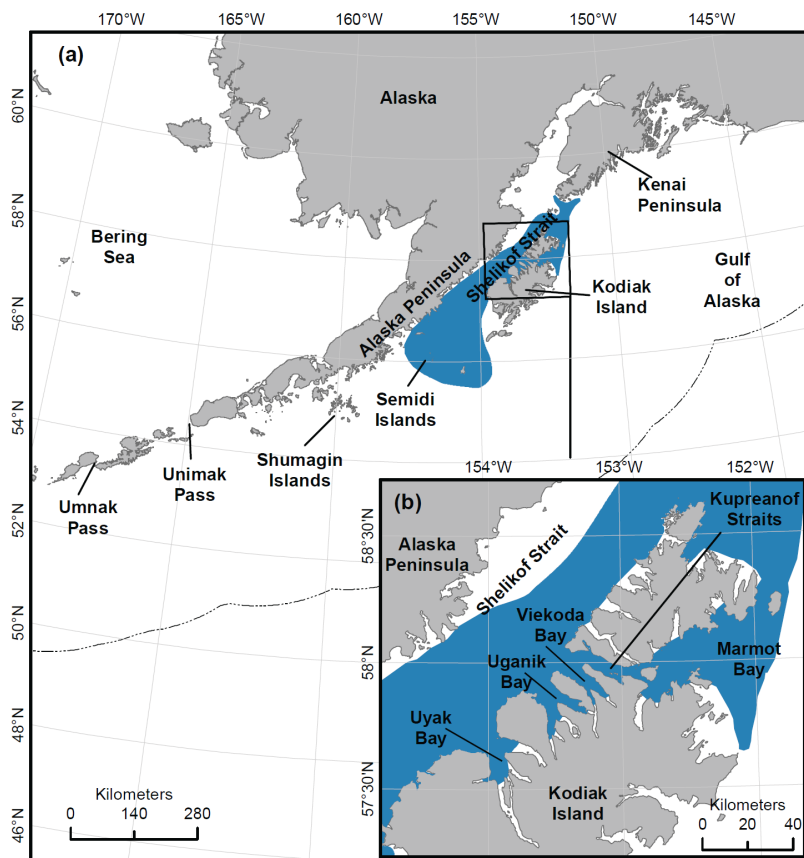 170°W 165°W 160°W 155°W 150°W 145°W
(a)
60°N
58°N
56°N
54°N
52°N
50°N
48°N
46°N
Alaska
Kenai
Peninsula
Bering
Sea
Shelikof Strait
Gulf
of
Alaska
Kodiak
Island
Alaska Peninsula
Semidi
Islands
Shumagin
Islands
Unimak
Pass
Umnak
Pass
Kilometers
0 140 280
154°W 153°W 152°W
(b)
58°30'N
58°N
57°30'N
Kupreanof
Straits
Alaska
Peninsula
Shelikof Strait
Viekoda
Bay
Uganik
Bay
Marmot
Bay
Uyak
Bay
Kodiak
Island
Kilometers
0 20 40